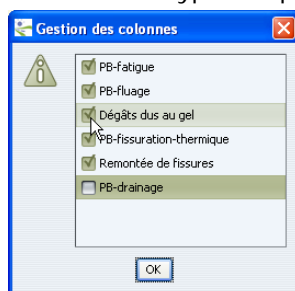 Gestion des colonnes
PB-fatigue
PB-fluage
Dégâts dus au gel
PB-fissuration-thermique
Remontée de fissures
PB-drainage
OK